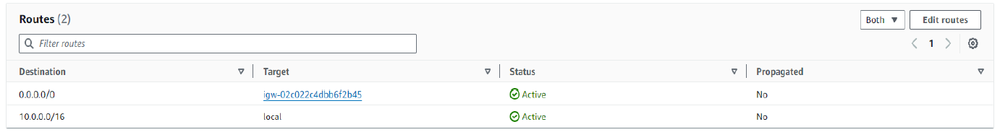 Routes (2)
Both
Edit routes
Filter routes
1
Destination Target Status Propagated
0.0.0.0/0 igw-02c022c4dbb6f2b45 Active No
10.0.0.0/16 local Active No